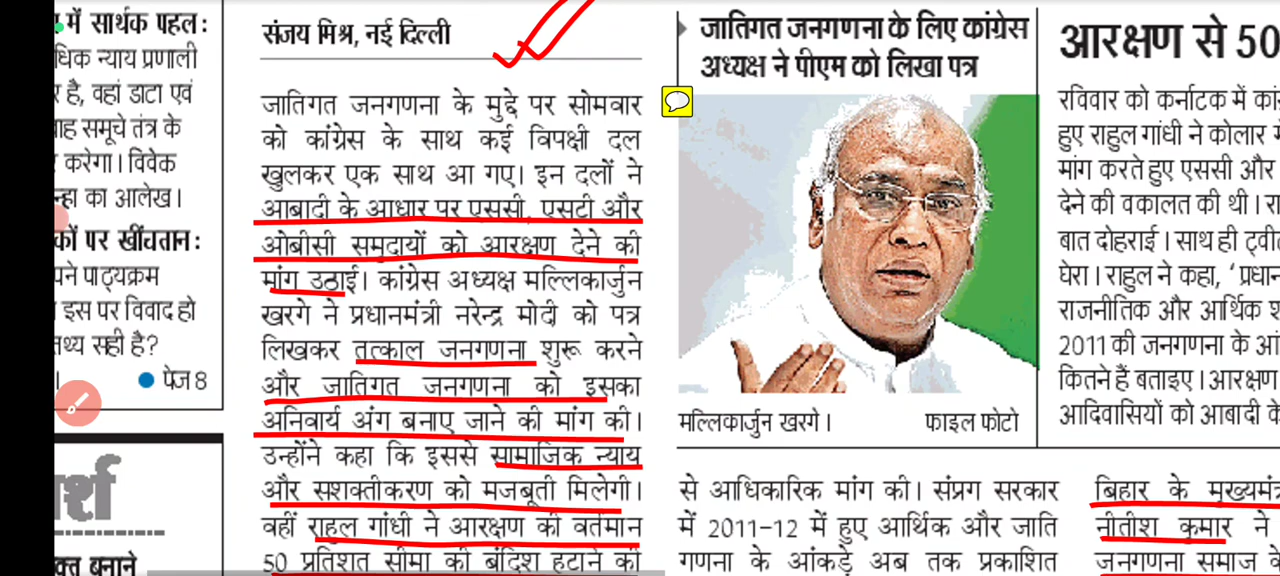 में सार्थक पहल:
धिक न्याय प्रणाली
है, वहां डाटा एवं
समूचे तंत्र के
करेगा। विवेक
न्हा का आलेख।
कों पर खींचतान:
पने पाठ्यक्रम
इस पर विवाद हो
तथ्य सही है?
पेज 8
र्श
क्त बनाने
संजय मिश्र, नई दिल्ली
जातिगत जनगणना के मुद्दे पर सोमवार
को कांग्रेस के साथ कई विपक्षी दल
खुलकर एक साथ आ गए। इन दलों ने
आबादी के आधार पर एससी, एसटी और
ओबीसी समुदायों को आरक्षण देने की
मांग उठाई। कांग्रेस अध्यक्ष मल्लिकार्जुन
खरगे ने प्रधानमंत्री नरेन्द्र मोदी को पत्र
लिखकर तत्काल जनगणना शुरू करने
और जातिगत जनगणना को इसका
अनिवार्य अंग बनाए जाने की मांग की।
उन्होंने कहा कि इससे सामाजिक न्याय
और सशक्तीकरण को मजबूती मिलेगी।
वहीं राहुल गांधी ने आरक्षण की वर्तमान
50 प्रतिशत सीमा की बंदिश हटाने की
जातिगत जनगणना के लिए कांग्रेस
अध्यक्ष ने पीएम को लिखा पत्र
मल्लिकार्जुन खरगे। फाइल फोटो
से आधिकारिक मांग की। संप्रग सरकार
में 2011-12 में हुए आर्थिक और जाति
गणना के आंकड़े अब तक प्रकाशित
आरक्षण से 50
रविवार को कर्नाटक में
हुए राहुल गांधी ने कोलार
मांग करते हुए एससी और
देने की वकालत की थी।
बात दोहराई। साथ ही
घेरा। राहुल ने कहा, 'प्रधान
राजनीतिक और आर्थिक
2011 की जनगणना के
कितने हैं बताइए। आरक्षण
आदिवासियों को आबादी के
बिहार के मुख्यमं
नीतीश कुमार ने
जनगणना समाज के